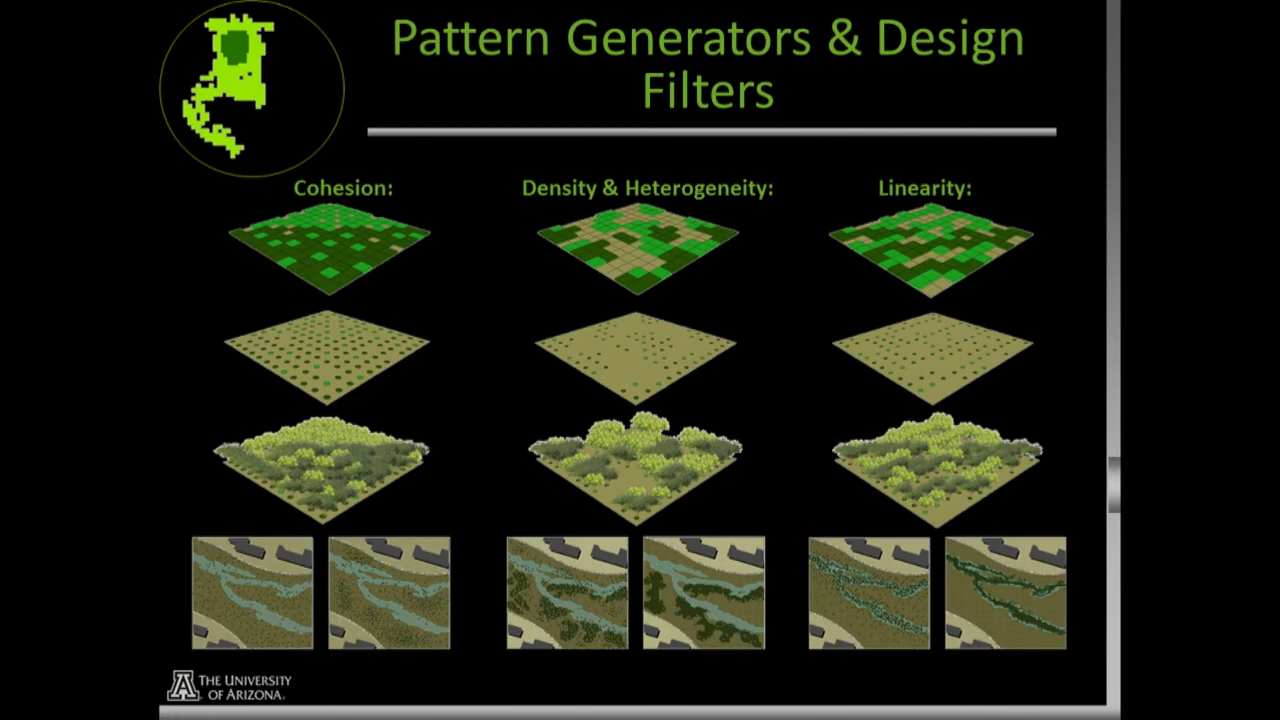 Pattern Generators & Design
Filters
Cohesion:
Density & Heterogeneity:
Linearity:
THE UNIVERSITY
OF ARIZONA.